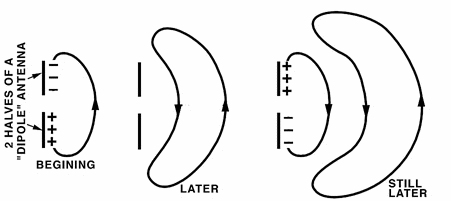 2 HALVES OF A
"DIPOLE" ANTENNA
− − −
+ + +
BEGINING
LATER
+ + +
− − −
STILL
LATER